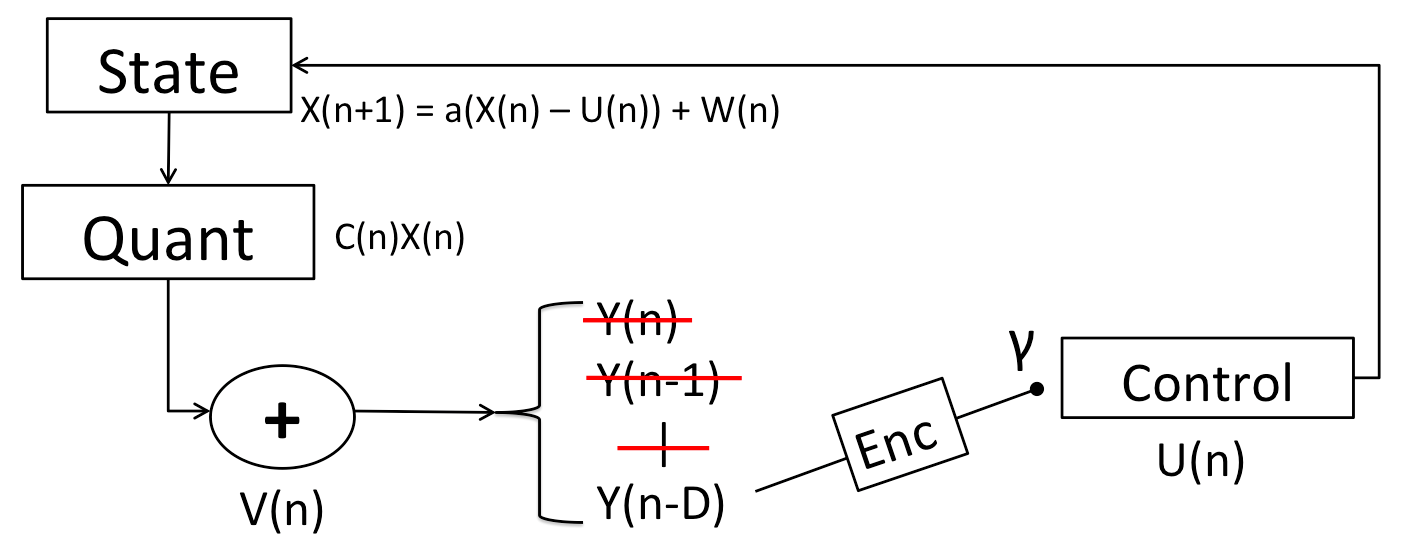 State
X(n+1) = a(X(n) – U(n)) + W(n)
Quant
C(n)X(n)
+
V(n)
Y(n)
Y(n-1)
|
Y(n-D)
Enc
γ
Control
U(n)